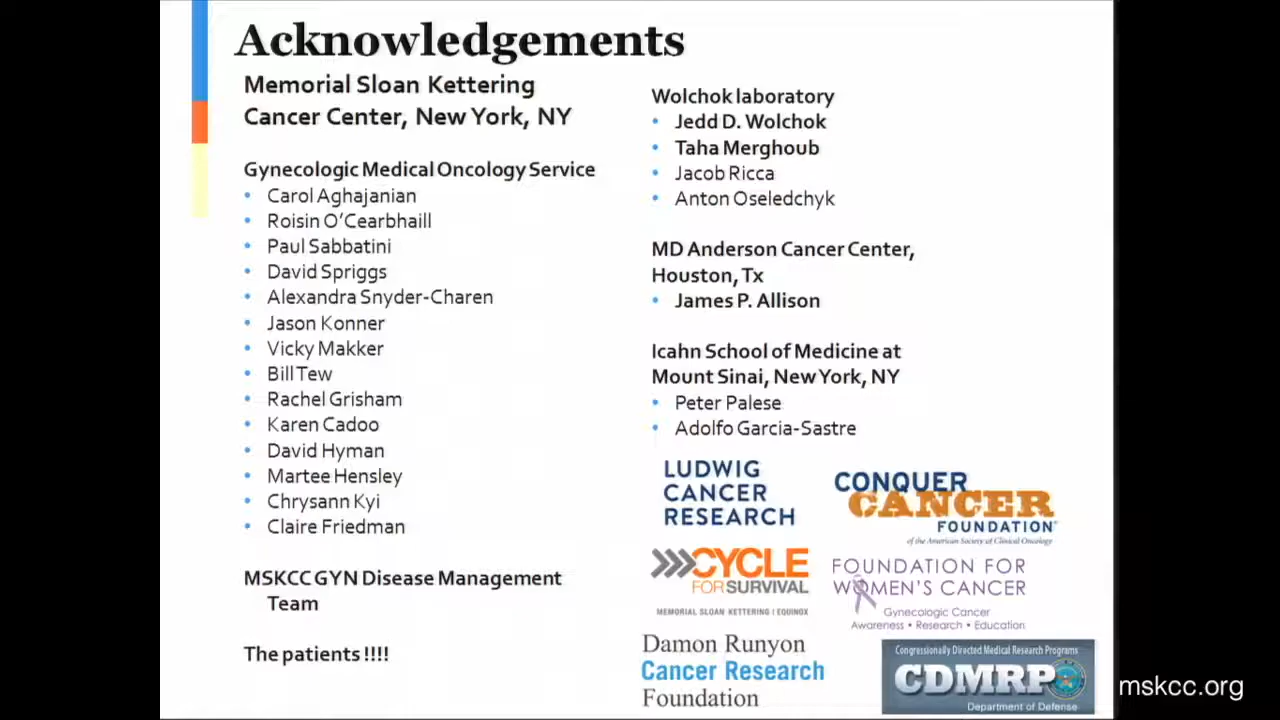 Acknowledgements
Memorial Sloan Kettering
Cancer Center, New York, NY
Gynecologic Medical Oncology Service
• Carol Aghajanian
• Roisin O'Cearbhaill
• Paul Sabbatini
• David Spriggs
• Alexandra Snyder-Charen
• Jason Konner
• Vicky Makker
• Bill Tew
• Rachel Grisham
• Karen Cadoo
• David Hyman
• Martee Hensley
• Chrysann Kyi
• Claire Friedman
MSKCC GYN Disease Management
Team
The patients !!!!
Wolchok laboratory
• Jedd D. Wolchok
• Taha Merghoub
• Jacob Ricca
• Anton Oseledchyk
MD Anderson Cancer Center,
Houston, Tx
• James P. Allison
Icahn School of Medicine at
Mount Sinai, New York, NY
• Peter Palese
• Adolfo Garcia-Sastre
LUDWIG
CANCER
RESEARCH
CONQUER
CANCER
FOUNDATION®
of the American Society of Clinical Oncology
CYCLE
FOR SURVIVAL
MEMORIAL SLOAN KETTERING | EQUINOX
FOUNDATION FOR
WOMEN'S CANCER
Gynecologic Cancer
Awareness • Research • Education
Damon Runyon
Cancer Research
Foundation
Congressionally Directed Medical Research Programs
CDMRP
Department of Defense
mskcc.org